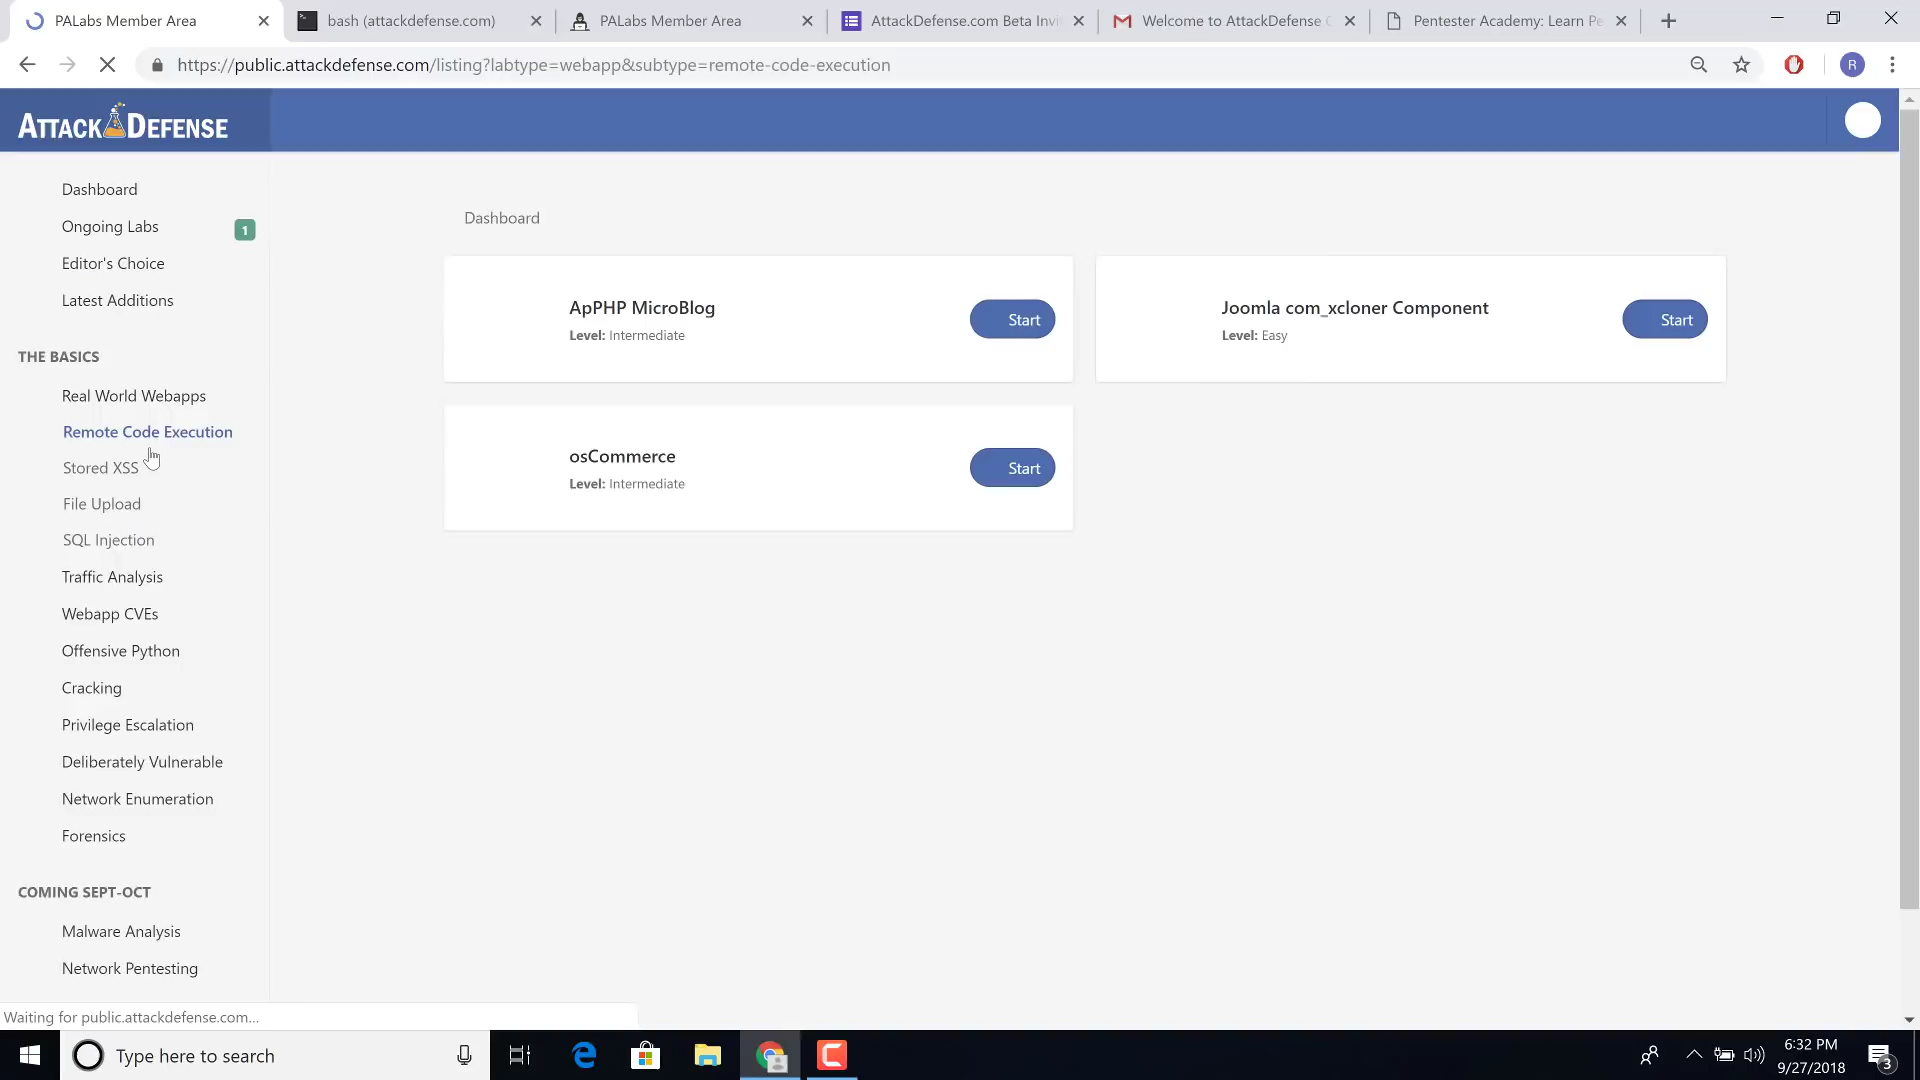 PALabs Member Area
bash (attackdefense.com)
PALabs Member Area
AttackDefense.com Beta Invi
Welcome to AttackDefense
Pentester Academy: Learn Pe
https://public.attackdefense.com/listing?labtype=webapp&subtype=remote-code-execution
R
ATTACK DEFENSE
Dashboard
Ongoing Labs
1
Editor's Choice
Latest Additions
THE BASICS
Real World Webapps
Remote Code Execution
Stored XSS
File Upload
SQL Injection
Traffic Analysis
Webapp CVEs
Offensive Python
Cracking
Privilege Escalation
Deliberately Vulnerable
Network Enumeration
Forensics
COMING SEPT-OCT
Malware Analysis
Network Pentesting
Dashboard
ApPHP MicroBlog
Level: Intermediate
Start
Joomla com_xcloner Component
Level: Easy
Start
osCommerce
Level: Intermediate
Start
Waiting for public.attackdefense.com...
Type here to search
6:32 PM
9/27/2018
3